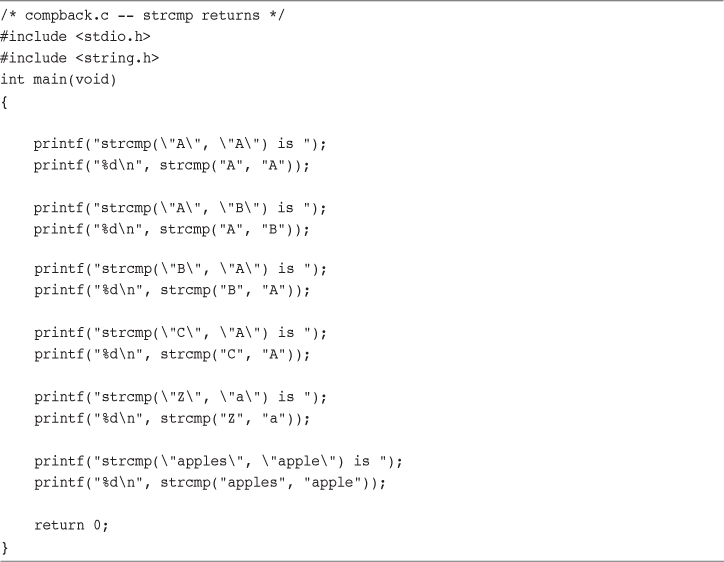 /* compback.c -- strcmp returns */
#include <stdio.h>
#include <string.h>
int main(void)
{
    printf("strcmp(\"A\", \"A\") is ");
    printf("%d\n", strcmp("A", "A"));
    printf("strcmp(\"A\", \"B\") is ");
    printf("%d\n", strcmp("A", "B"));
    printf("strcmp(\"B\", \"A\") is ");
    printf("%d\n", strcmp("B", "A"));
    printf("strcmp(\"C\", \"A\") is ");
    printf("%d\n", strcmp("C", "A"));
    printf("strcmp(\"Z\", \"a\") is ");
    printf("%d\n", strcmp("Z", "a"));
    printf("strcmp(\"apples\", \"apple\") is ");
    printf("%d\n", strcmp("apples", "apple"));
    return 0;
}